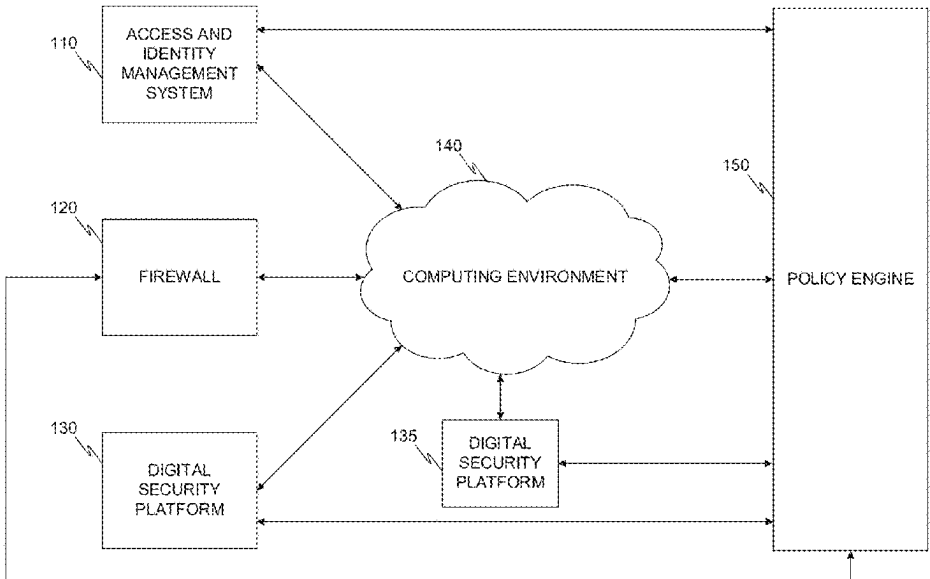 110
ACCESS AND
IDENTITY
MANAGEMENT
SYSTEM
140
150
120
FIREWALL
COMPUTING ENVIRONMENT
POLICY ENGINE
130
DIGITAL
SECURITY
PLATFORM
135
DIGITAL
SECURITY
PLATFORM